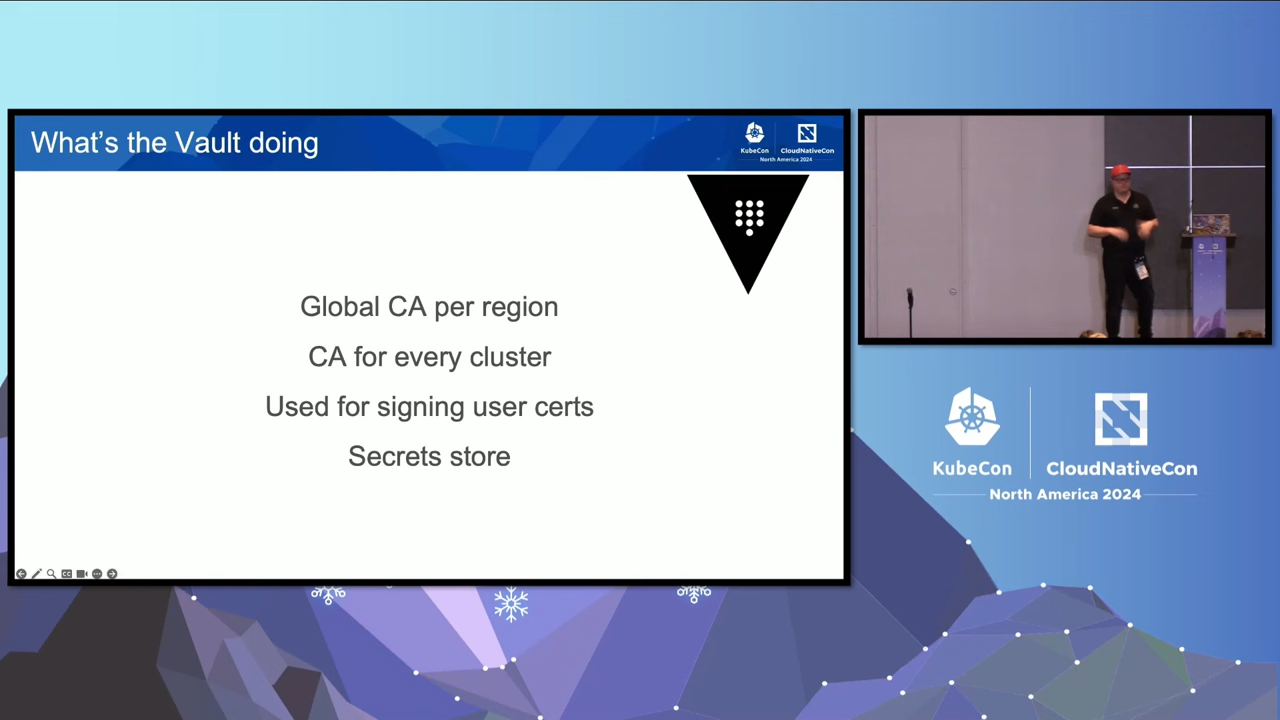 What's the Vault doing
KubeCon
CloudNativeCon
North America 2024
Global CA per region
CA for every cluster
Used for signing user certs
Secrets store
KubeCon
CloudNativeCon
North America 2024